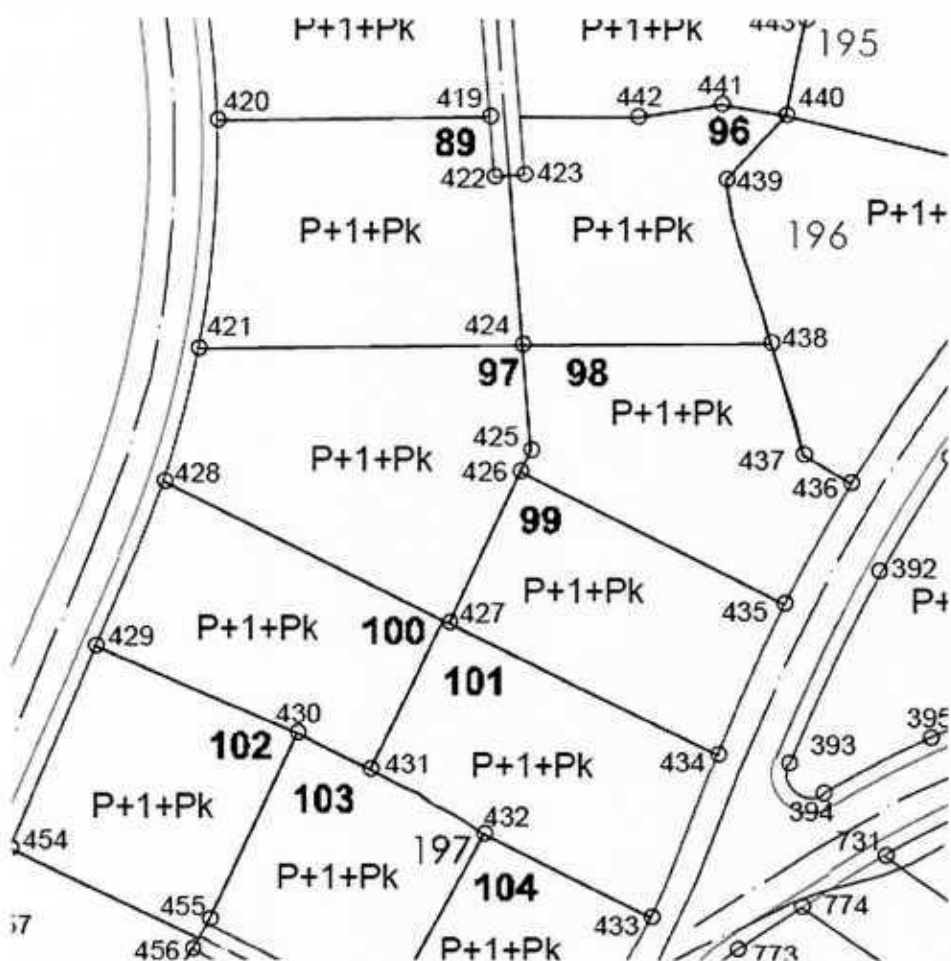 P+1+Pk P+1+Pk 443 195
420 419 442 441 440
89 96
422 423 439
P+1+Pk P+1+Pk 196 P+1+
421 424 438
97 98
P+1+Pk
425 437
428 P+1+Pk 426 436
99
392
P+1+Pk 435 P+
429 P+1+Pk 100 427
101
430 395
102 431 P+1+Pk 434 393
103
P+1+Pk 394
454 197 432 731
P+1+Pk 104
455 774
57 433
456 P+1+Pk 773